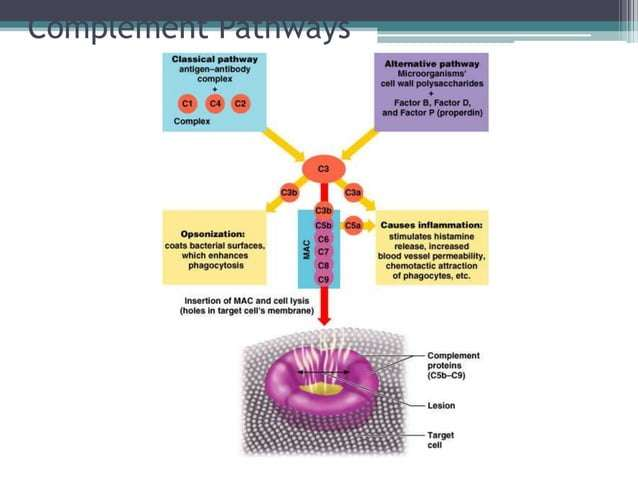 Complement Pathways
Classical pathway
antigen–antibody
complex
+
C1 C4 C2
Complex
Alternative pathway
Microorganisms'
cell wall polysaccharides
+
Factor B, Factor D,
and Factor P (properdin)
C3
C3b
C3a
Opsonization:
coats bacterial surfaces,
which enhances
phagocytosis
MAC
C3b
C5b
C6
C7
C8
C9
C5a
Causes inflammation:
stimulates histamine
release, increased
blood vessel permeability,
chemotactic attraction
of phagocytes, etc.
Insertion of MAC and cell lysis
(holes in target cell's membrane)
Complement
proteins
(C5b–C9)
Lesion
Target
cell